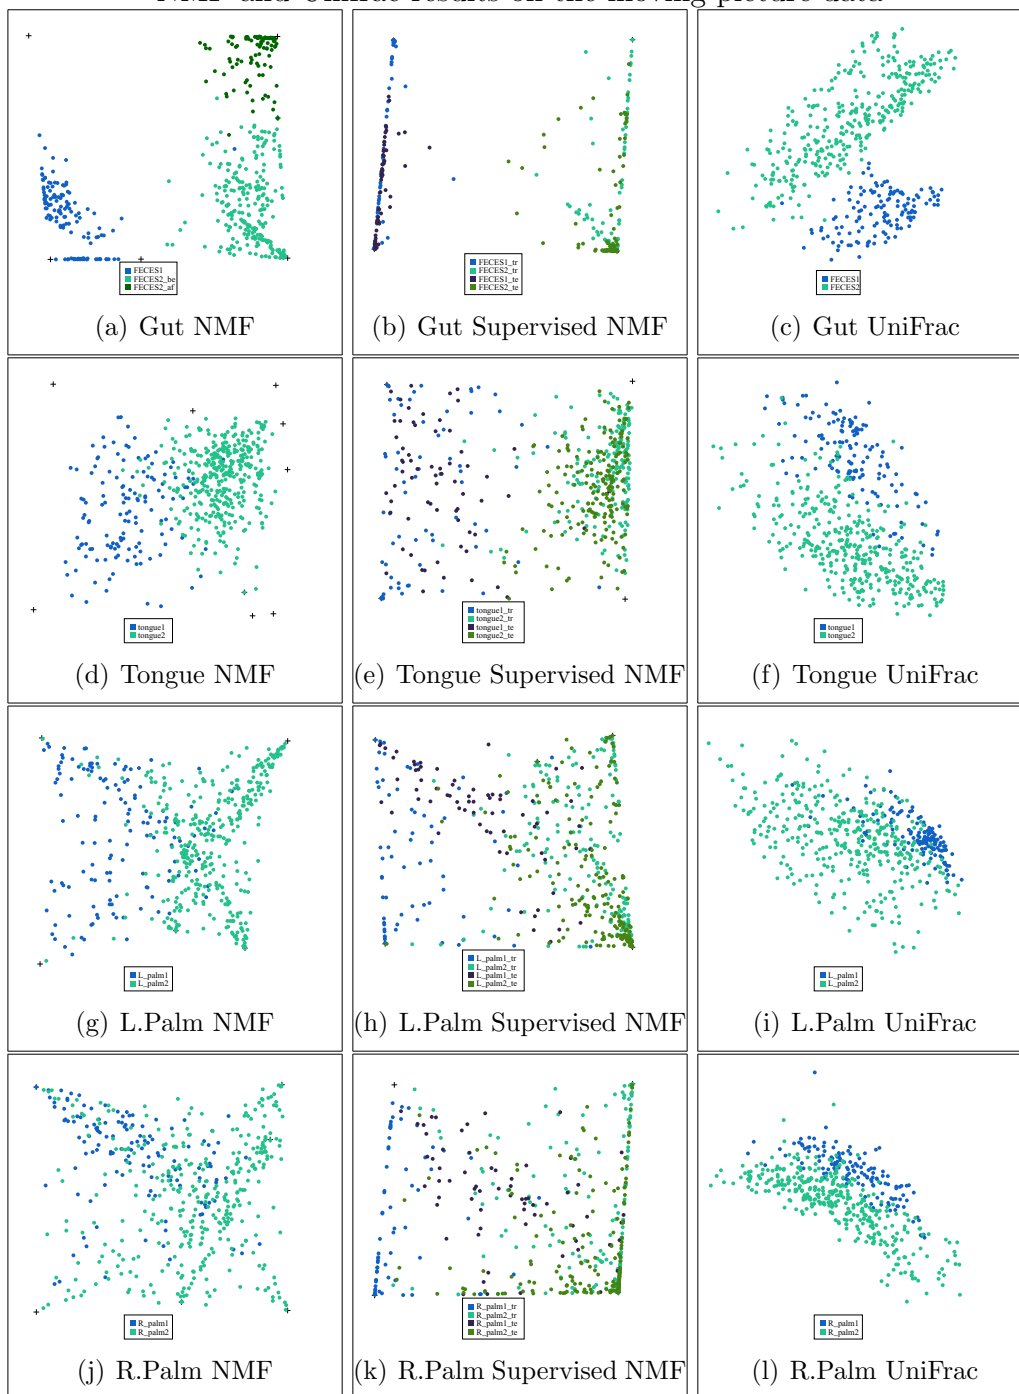 NMF and Unifrac results on the moving picture data
FECES1
FECES2_be
FECES2_af
(a) Gut NMF
FECES1_tr
FECES2_tr
FECES1_te
FECES2_te
(b) Gut Supervised NMF
FECES1
FECES2
(c) Gut UniFrac
tongue1
tongue2
(d) Tongue NMF
tongue1_tr
tongue2_tr
tongue1_te
tongue2_te
(e) Tongue Supervised NMF
tongue1
tongue2
(f) Tongue UniFrac
L_palm1
L_palm2
(g) L.Palm NMF
L_palm1_tr
L_palm2_tr
L_palm1_te
L_palm2_te
(h) L.Palm Supervised NMF
L_palm1
L_palm2
(i) L.Palm UniFrac
R_palm1
R_palm2
(j) R.Palm NMF
R_palm1_tr
R_palm2_tr
R_palm1_te
R_palm2_te
(k) R.Palm Supervised NMF
R_palm1
R_palm2
(l) R.Palm UniFrac